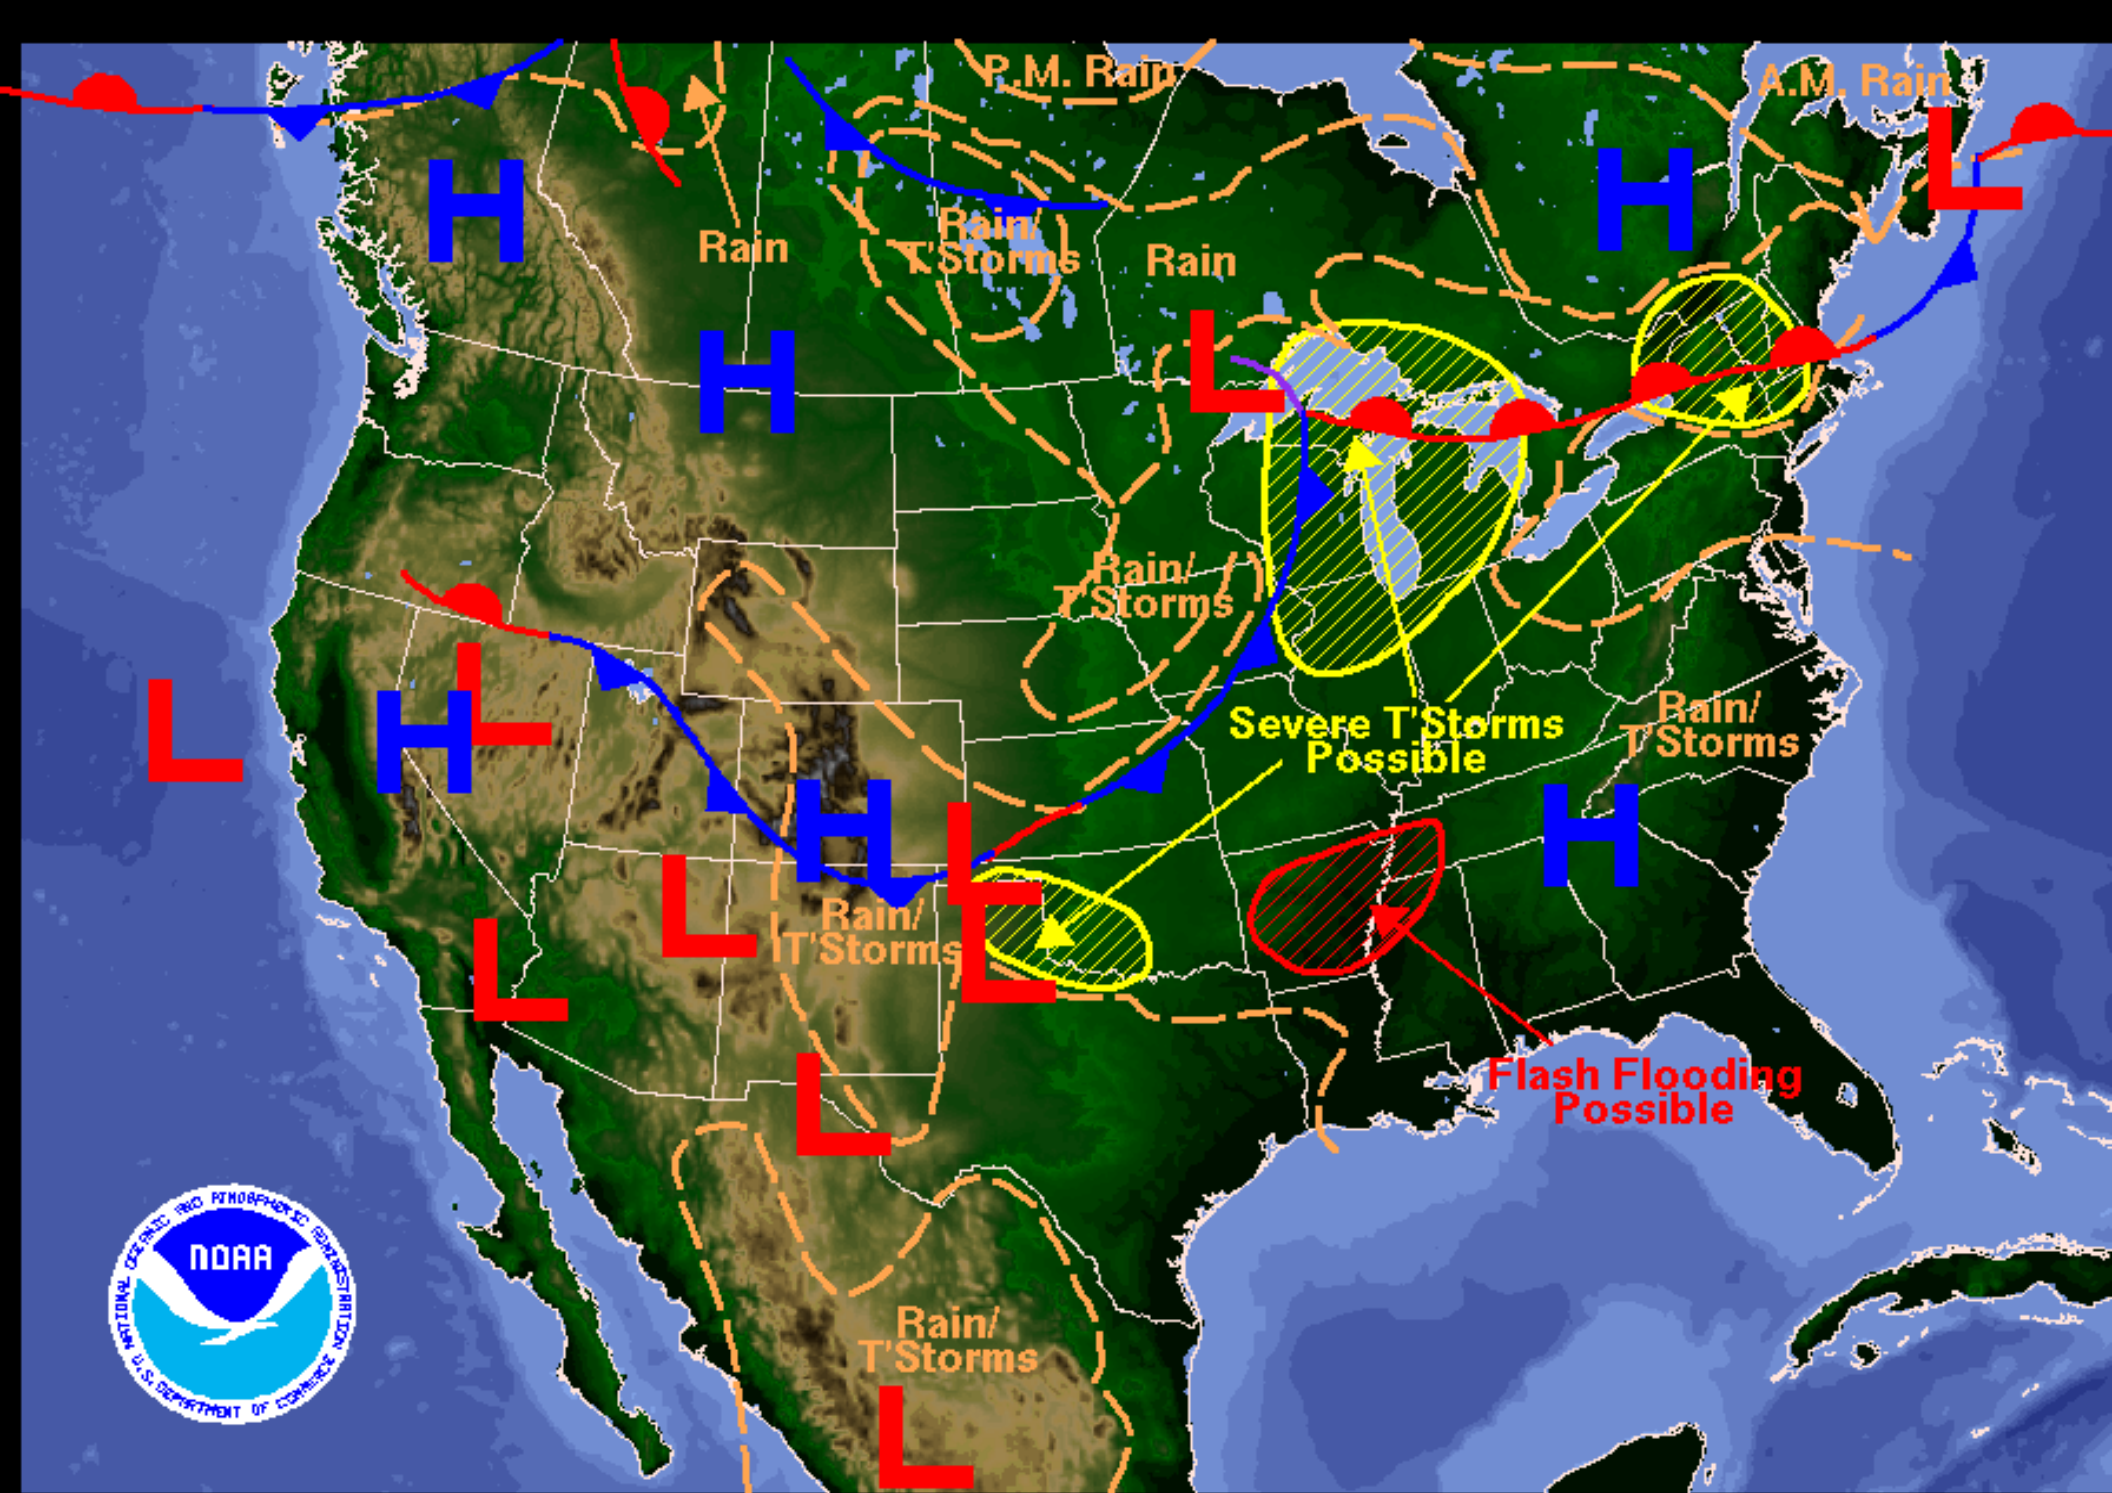 P.M. Rain
A.M. Rain
H
L
Rain/
T'Storms
Rain
Rain
H
L
H
Rain/
T'Storms
L
L
H
Severe T'Storms
Possible
Rain/
T'Storms
H
H
L
L
Rain/
T'Storms
L
L
Flash Flooding
Possible
L
NOAA
NATIONAL OCEANIC AND ATMOSPHERIC ADMINISTRATION
U.S. DEPARTMENT OF COMMERCE
Rain/
T'Storms
L